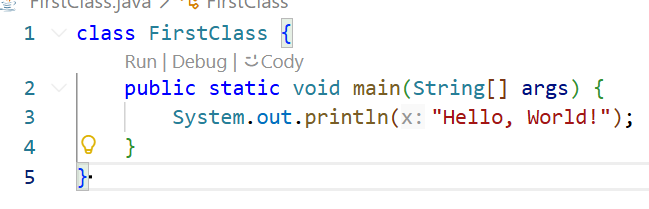 FirstClass.java > FirstClass
1 class FirstClass {
Run | Debug | Cody
2 public static void main(String[] args) {
3 System.out.println(x: "Hello, World!");
4 }
5 }